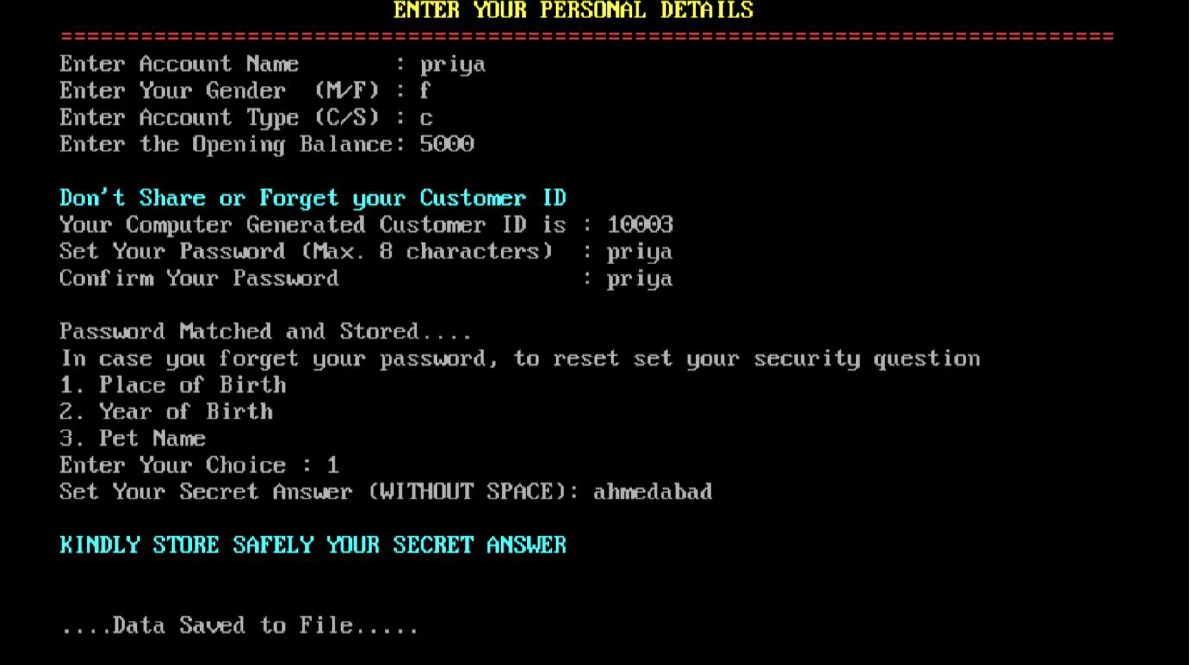 ENTER YOUR PERSONAL DETAILS
===============================================================================
Enter Account Name       : priya
Enter Your Gender  (M/F) : f
Enter Account Type (C/S) : c
Enter the Opening Balance: 5000
Don't Share or Forget your Customer ID
Your Computer Generated Customer ID is : 10003
Set Your Password (Max. 8 characters)  : priya
Confirm Your Password                  : priya
Password Matched and Stored....
In case you forget your password, to reset set your security question
1. Place of Birth
2. Year of Birth
3. Pet Name
Enter Your Choice : 1
Set Your Secret Answer (WITHOUT SPACE): ahmedabad
KINDLY STORE SAFELY YOUR SECRET ANSWER
....Data Saved to File.....